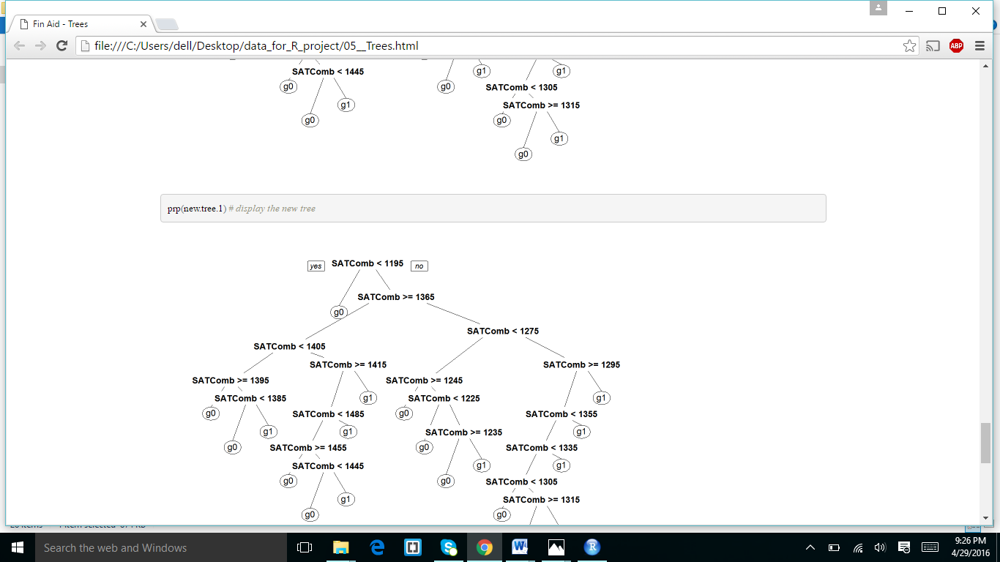 Fin Aid - Trees
file:///C:/Users/dell/Desktop/data_for_R_project/05__Trees.html
ABP
SATComb < 1445
g0
g1
g0
g1
g1
g0
SATComb < 1305
SATComb >= 1315
g0
g1
g0
prp(new.tree.1) # display the new tree
yes SATComb < 1195 no
SATComb >= 1365
g0
SATComb < 1275
SATComb < 1405
SATComb >= 1415
SATComb >= 1295
SATComb >= 1395
SATComb >= 1245
SATComb < 1385
g1
SATComb < 1225
g1
g0
SATComb < 1485
g0
SATComb < 1355
g1
g1
SATComb >= 1235
g1
g0
SATComb >= 1455
g0
SATComb < 1335
SATComb < 1445
g1
g1
g0
g0
SATComb < 1305
g1
SATComb >= 1315
g0
g0
Search the web and Windows
9:26 PM
4/29/2016